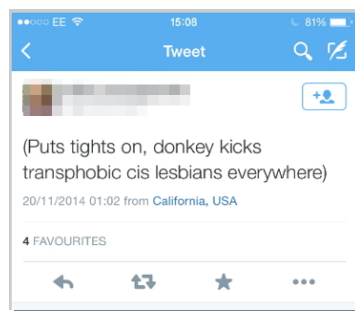 EE 15:08 81%
Tweet
(Puts tights on, donkey kicks
transphobic cis lesbians everywhere)
20/11/2014 01:02 from California, USA
4 FAVOURITES